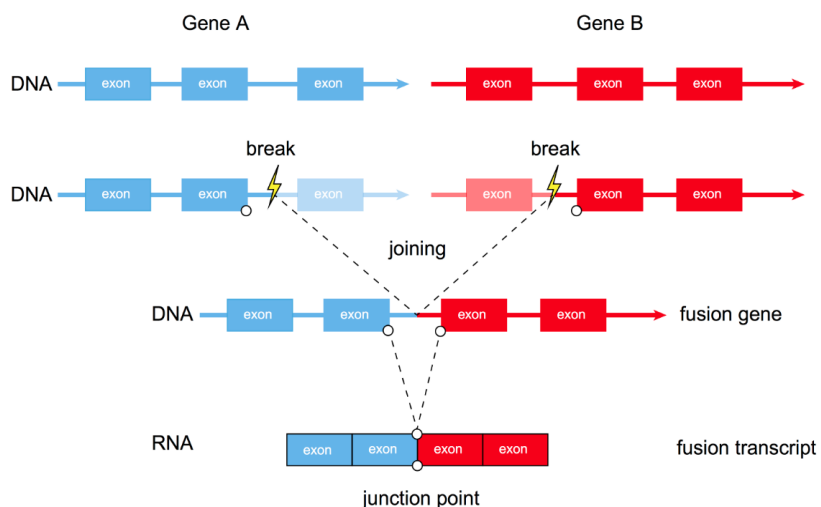 Gene A Gene B
DNA exon exon exon exon exon exon
break break
DNA exon exon exon exon exon exon
joining
DNA exon exon exon exon fusion gene
RNA exon exon exon exon fusion transcript
junction point